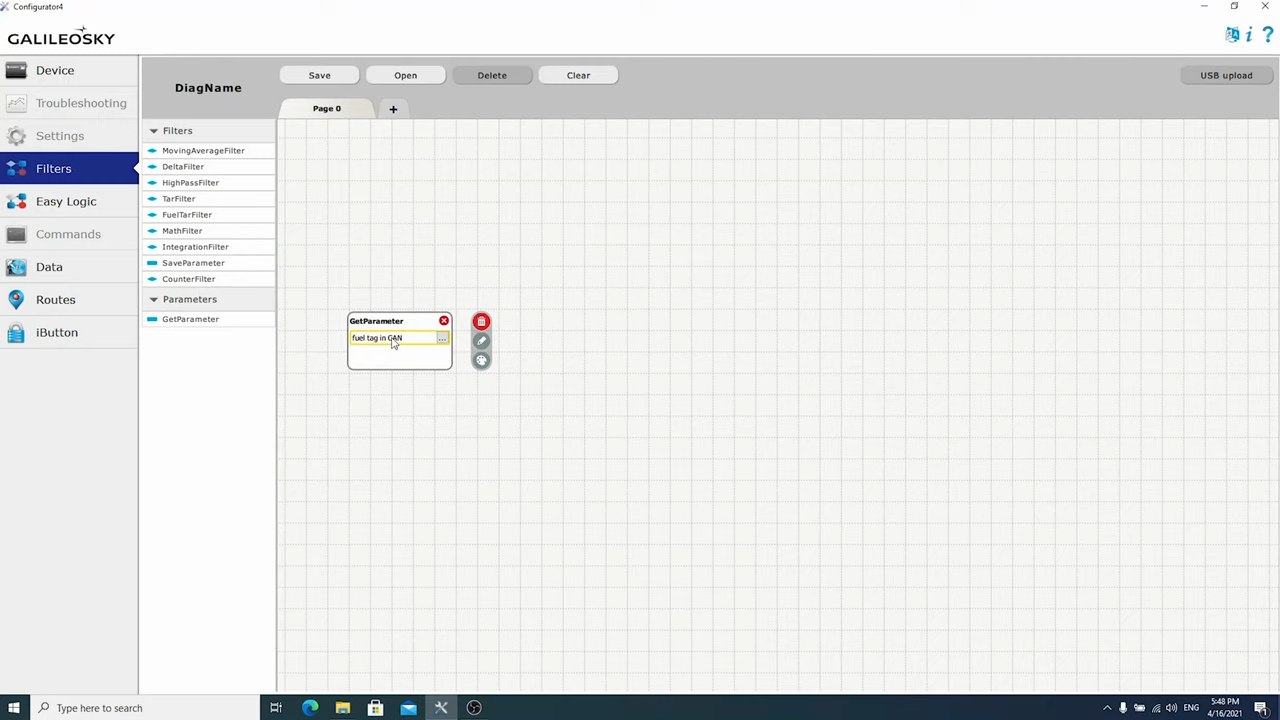 Configurator4
GALILEOSKY
Device
Troubleshooting
Settings
Filters
Easy Logic
Commands
Data
Routes
iButton
DiagName
Save
Open
Delete
Clear
USB upload
Page 0
+
Filters
MovingAverageFilter
DeltaFilter
HighPassFilter
TarFilter
FuelTarFilter
MathFilter
IntegrationFilter
SaveParameter
CounterFilter
Parameters
GetParameter
GetParameter
fuel tag in CAN
...
Type here to search
ENG
5:48 PM
4/16/2021
1